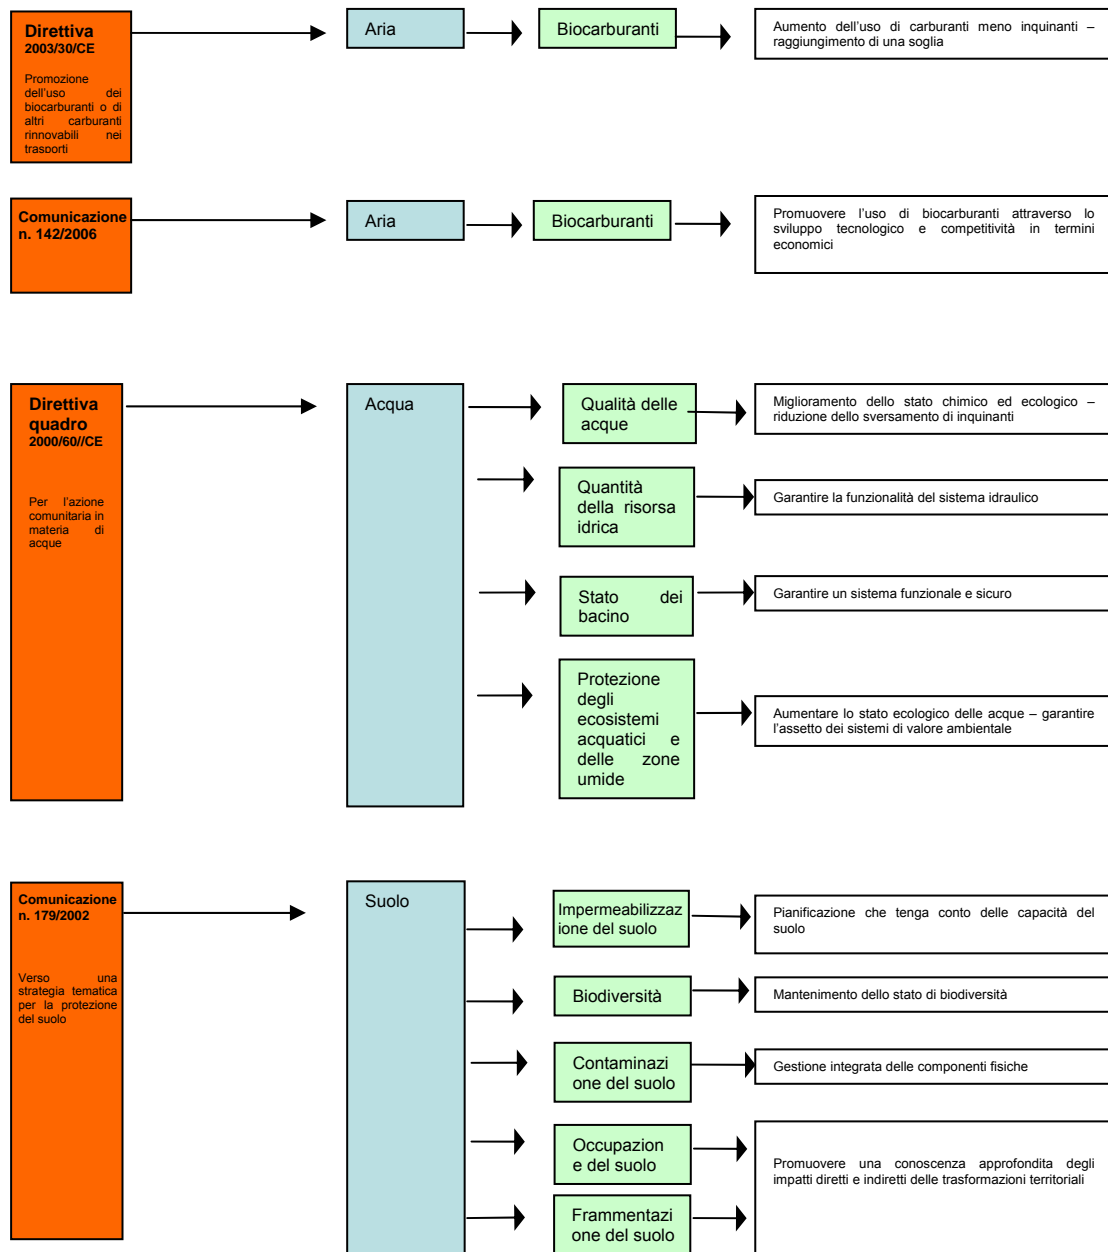 Direttiva
2003/30/CE
Promozione
dell'uso dei
biocarburanti o di
altri carburanti
rinnovabili nei
trasporti
Aria
Biocarburanti
Aumento dell'uso di carburanti meno inquinanti –
raggiungimento di una soglia
Comunicazione
n. 142/2006
Aria
Biocarburanti
Promuovere l'uso di biocarburanti attraverso lo
sviluppo tecnologico e competitività in termini
economici
Direttiva
quadro
2000/60//CE
Per l'azione
comunitaria in
materia di
acque
Acqua
Qualità delle
acque
Miglioramento dello stato chimico ed ecologico –
riduzione dello sversamento di inquinanti
Quantità
della risorsa
idrica
Garantire la funzionalità del sistema idraulico
Stato dei
bacino
Garantire un sistema funzionale e sicuro
Protezione
degli
ecosistemi
acquatici e
delle zone
umide
Aumentare lo stato ecologico delle acque – garantire
l'assetto dei sistemi di valore ambientale
Comunicazione
n. 179/2002
Verso una
strategia tematica
per la protezione
del suolo
Suolo
Impermeabilizzaz
ione del suolo
Pianificazione che tenga conto delle capacità del
suolo
Biodiversità
Mantenimento dello stato di biodiversità
Contaminazi
one del suolo
Gestione integrata delle componenti fisiche
Occupazion
e del suolo
Promuovere una conoscenza approfondita degli
impatti diretti e indiretti delle trasformazioni territoriali
Frammentazi
one del suolo